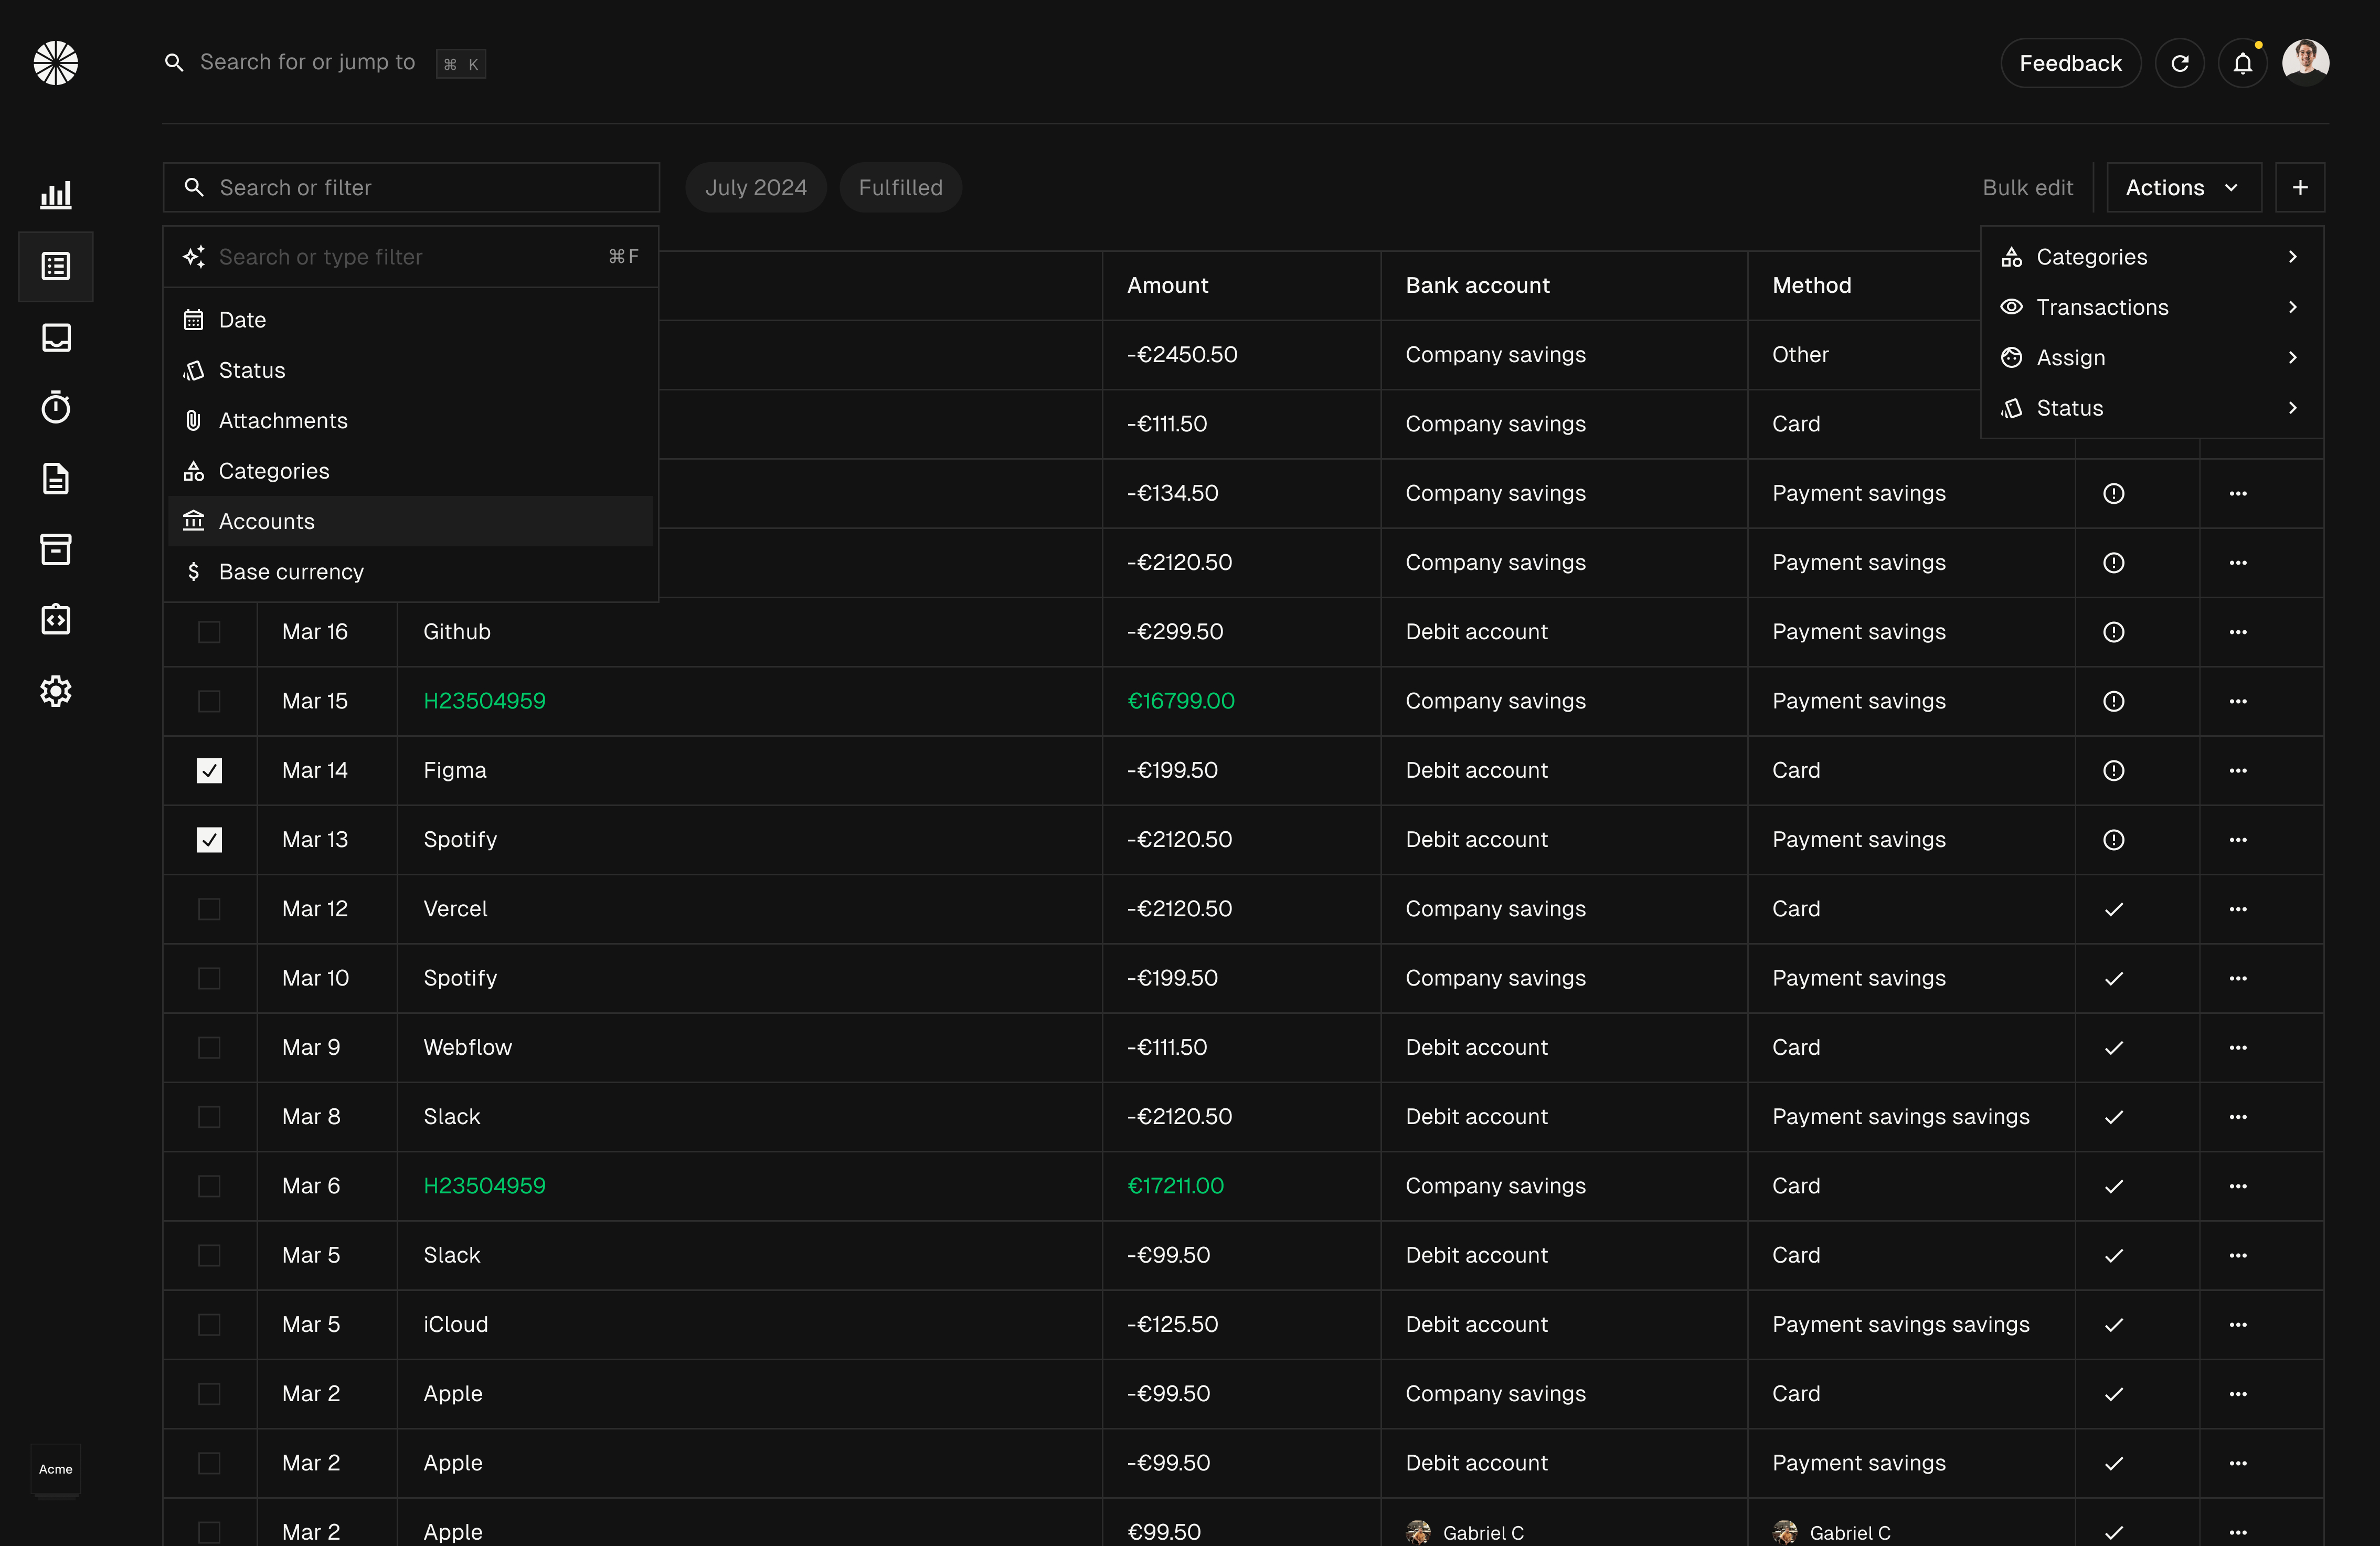 Search for or jump to ⌘ K
Feedback
Search or filter
July 2024 Fulfilled
Bulk edit Actions +
Search or type filter ⌘F
Date
Status
Attachments
Categories
Accounts
Base currency
Categories
Transactions
Assign
Status
Amount Bank account Method
-€2450.50 Company savings Other
-€111.50 Company savings Card
-€134.50 Company savings Payment savings
-€2120.50 Company savings Payment savings
Mar 16 Github -€299.50 Debit account Payment savings
Mar 15 H23504959 €16799.00 Company savings Payment savings
Mar 14 Figma -€199.50 Debit account Card
Mar 13 Spotify -€2120.50 Debit account Payment savings
Mar 12 Vercel -€2120.50 Company savings Card
Mar 10 Spotify -€199.50 Company savings Payment savings
Mar 9 Webflow -€111.50 Debit account Card
Mar 8 Slack -€2120.50 Debit account Payment savings savings
Mar 6 H23504959 €17211.00 Company savings Card
Mar 5 Slack -€99.50 Debit account Card
Mar 5 iCloud -€125.50 Debit account Payment savings savings
Mar 2 Apple -€99.50 Company savings Card
Mar 2 Apple -€99.50 Debit account Payment savings
Mar 2 Apple €99.50 Gabriel C Gabriel C
Acme